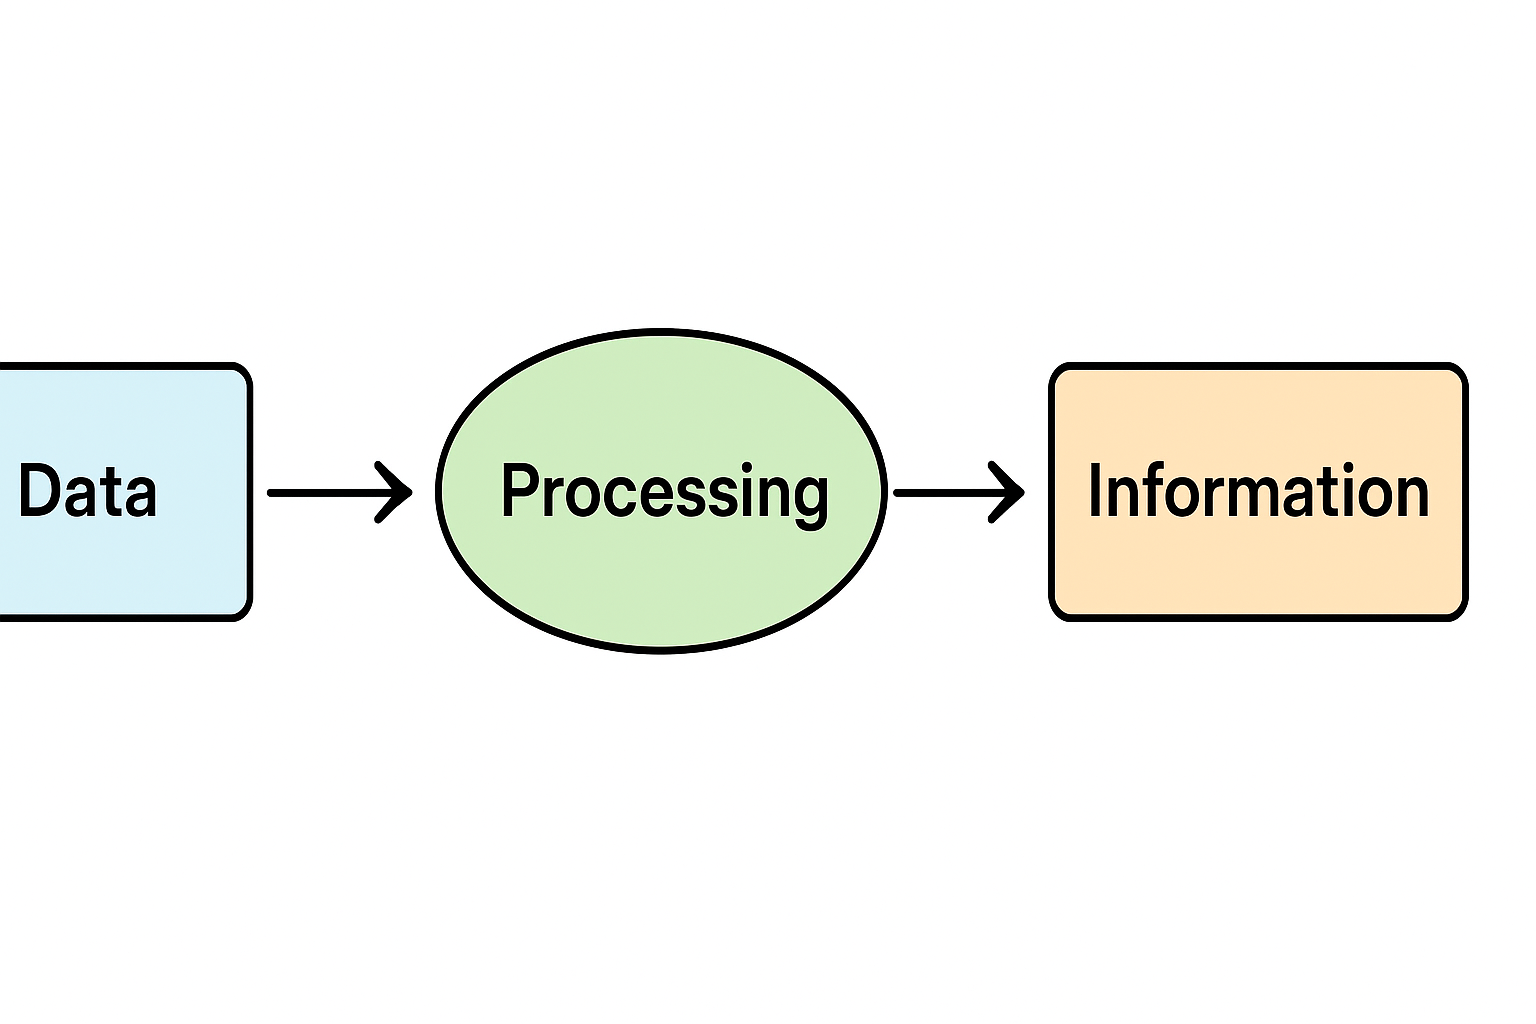 Data
Processing
Information